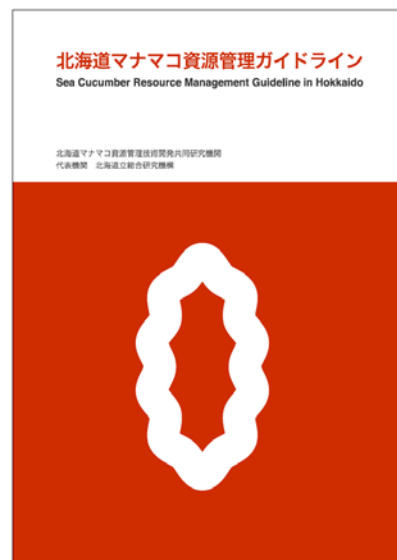 北海道マナマコ資源管理ガイドライン
Sea Cucumber Resource Management Guideline in Hokkaido
北海道マナマコ資源管理技術開発共同研究機関
代表機関 北海道立総合研究機構